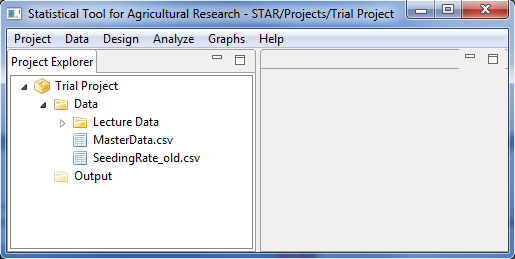 Statistical Tool for Agricultural Research - STAR/Projects/Trial Project
Project Data Design Analyze Graphs Help
Project Explorer
Trial Project
Data
Lecture Data
MasterData.csv
SeedingRate_old.csv
Output